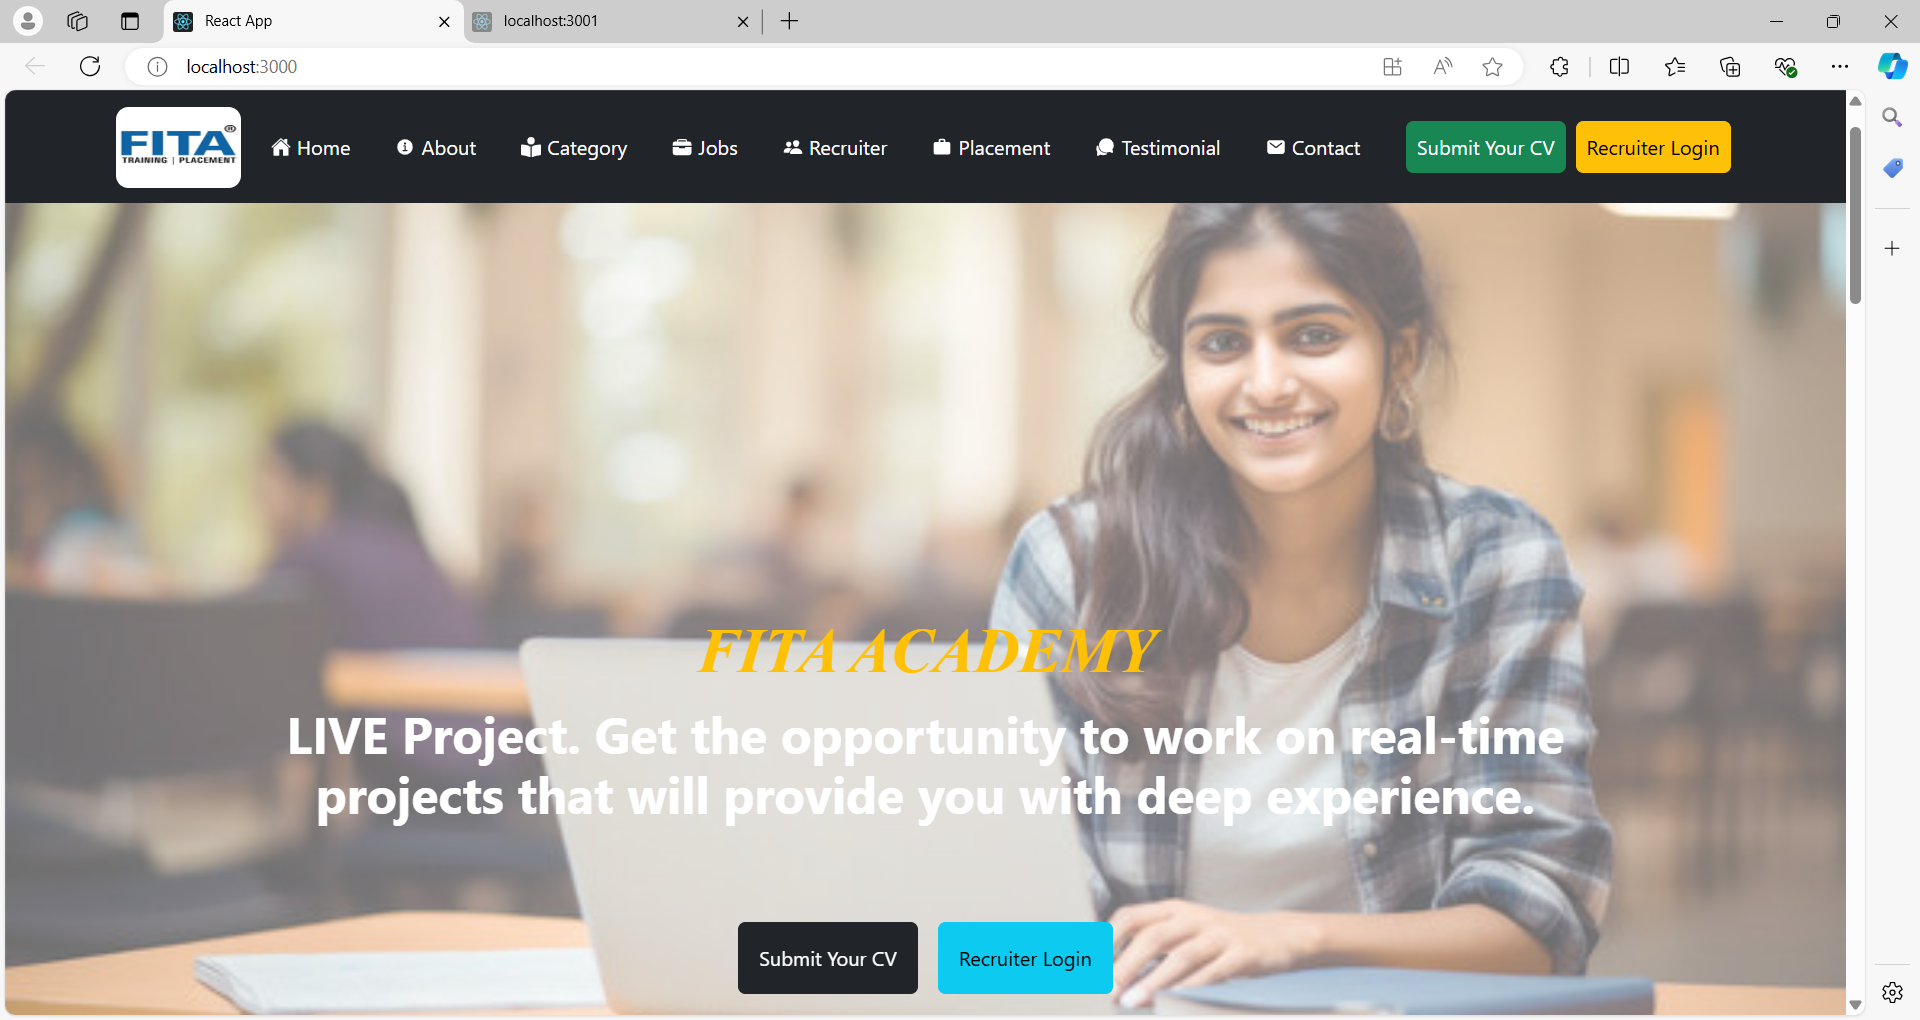 React App
localhost:3001
localhost:3000
FITA®
TRAINING | PLACEMENT
Home
About
Category
Jobs
Recruiter
Placement
Testimonial
Contact
Submit Your CV
Recruiter Login
FITA ACADEMY
LIVE Project. Get the opportunity to work on real-time
projects that will provide you with deep experience.
Submit Your CV
Recruiter Login